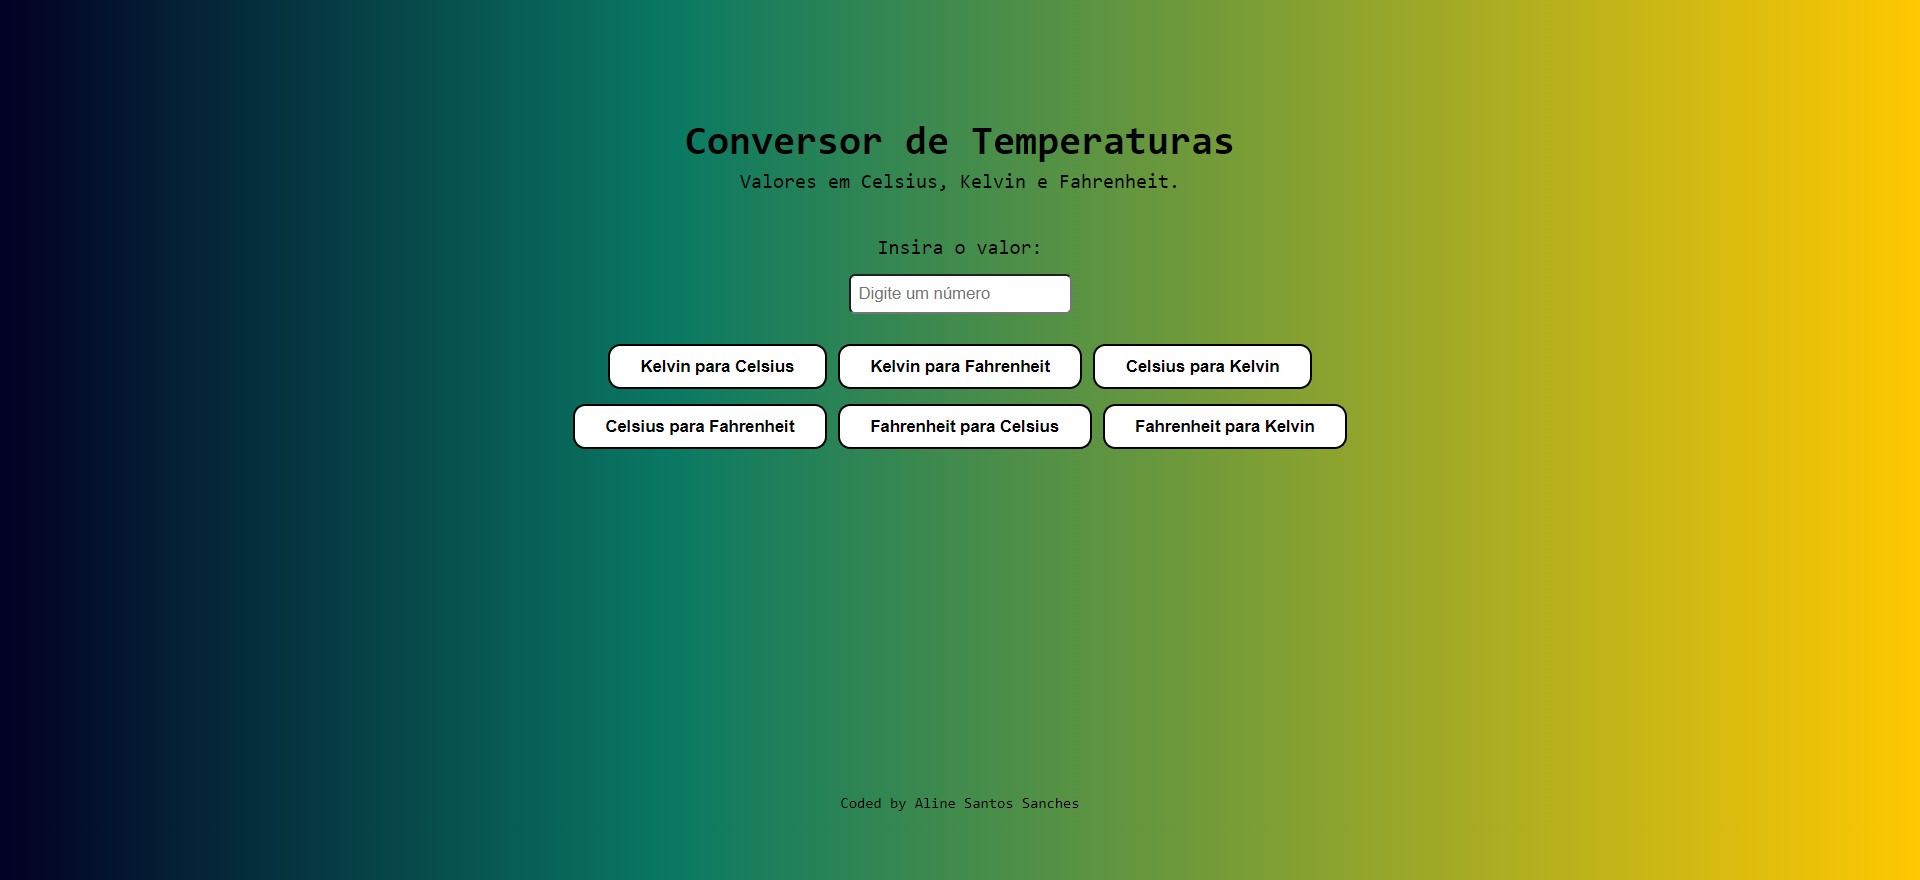 Conversor de Temperaturas
Valores em Celsius, Kelvin e Fahrenheit.
Insira o valor:
Digite um número
Kelvin para Celsius
Kelvin para Fahrenheit
Celsius para Kelvin
Celsius para Fahrenheit
Fahrenheit para Celsius
Fahrenheit para Kelvin
Coded by Aline Santos Sanches